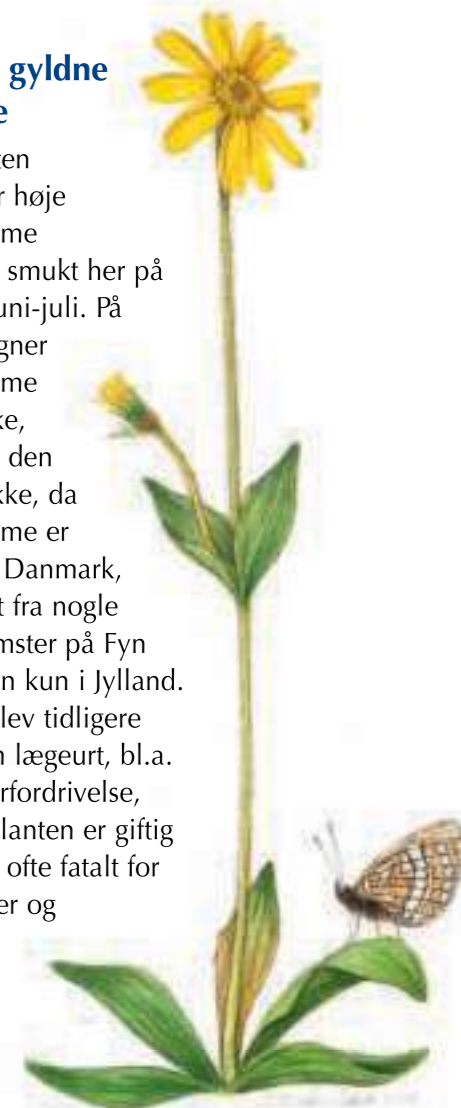 gyldne
e
ten
r høje
me
smukt her på
uni-juli. På
gner
me
ke,
den
kke, da
me er
Danmark,
t fra nogle
mster på Fyn
n kun i Jylland.
lev tidligere
n lægeurt, bl.a.
rfordrivelse,
lanten er giftig
ofte fatalt for
er og